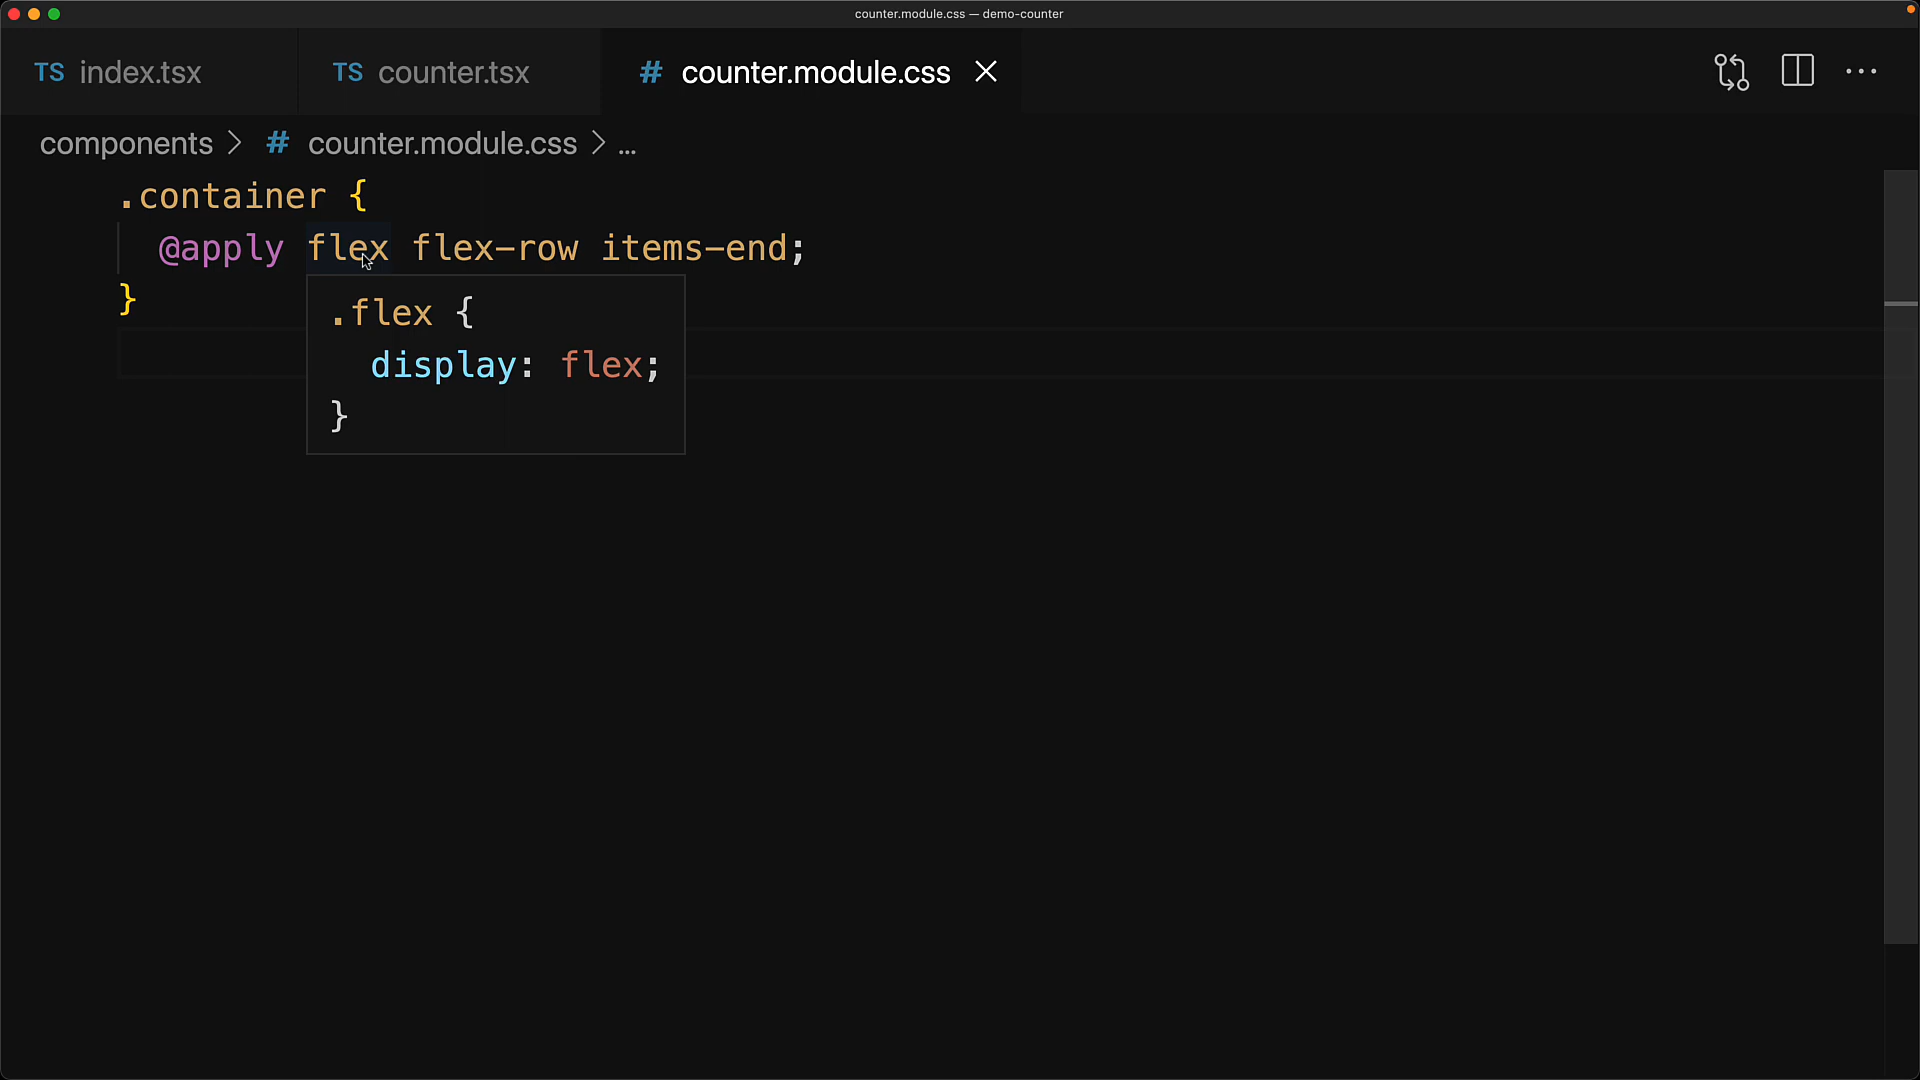 counter.module.css — demo-counter
TS index.tsx TS counter.tsx # counter.module.css
components > # counter.module.css > ...
.container {
@apply flex flex-row items-end;
}
.flex {
display: flex;
}